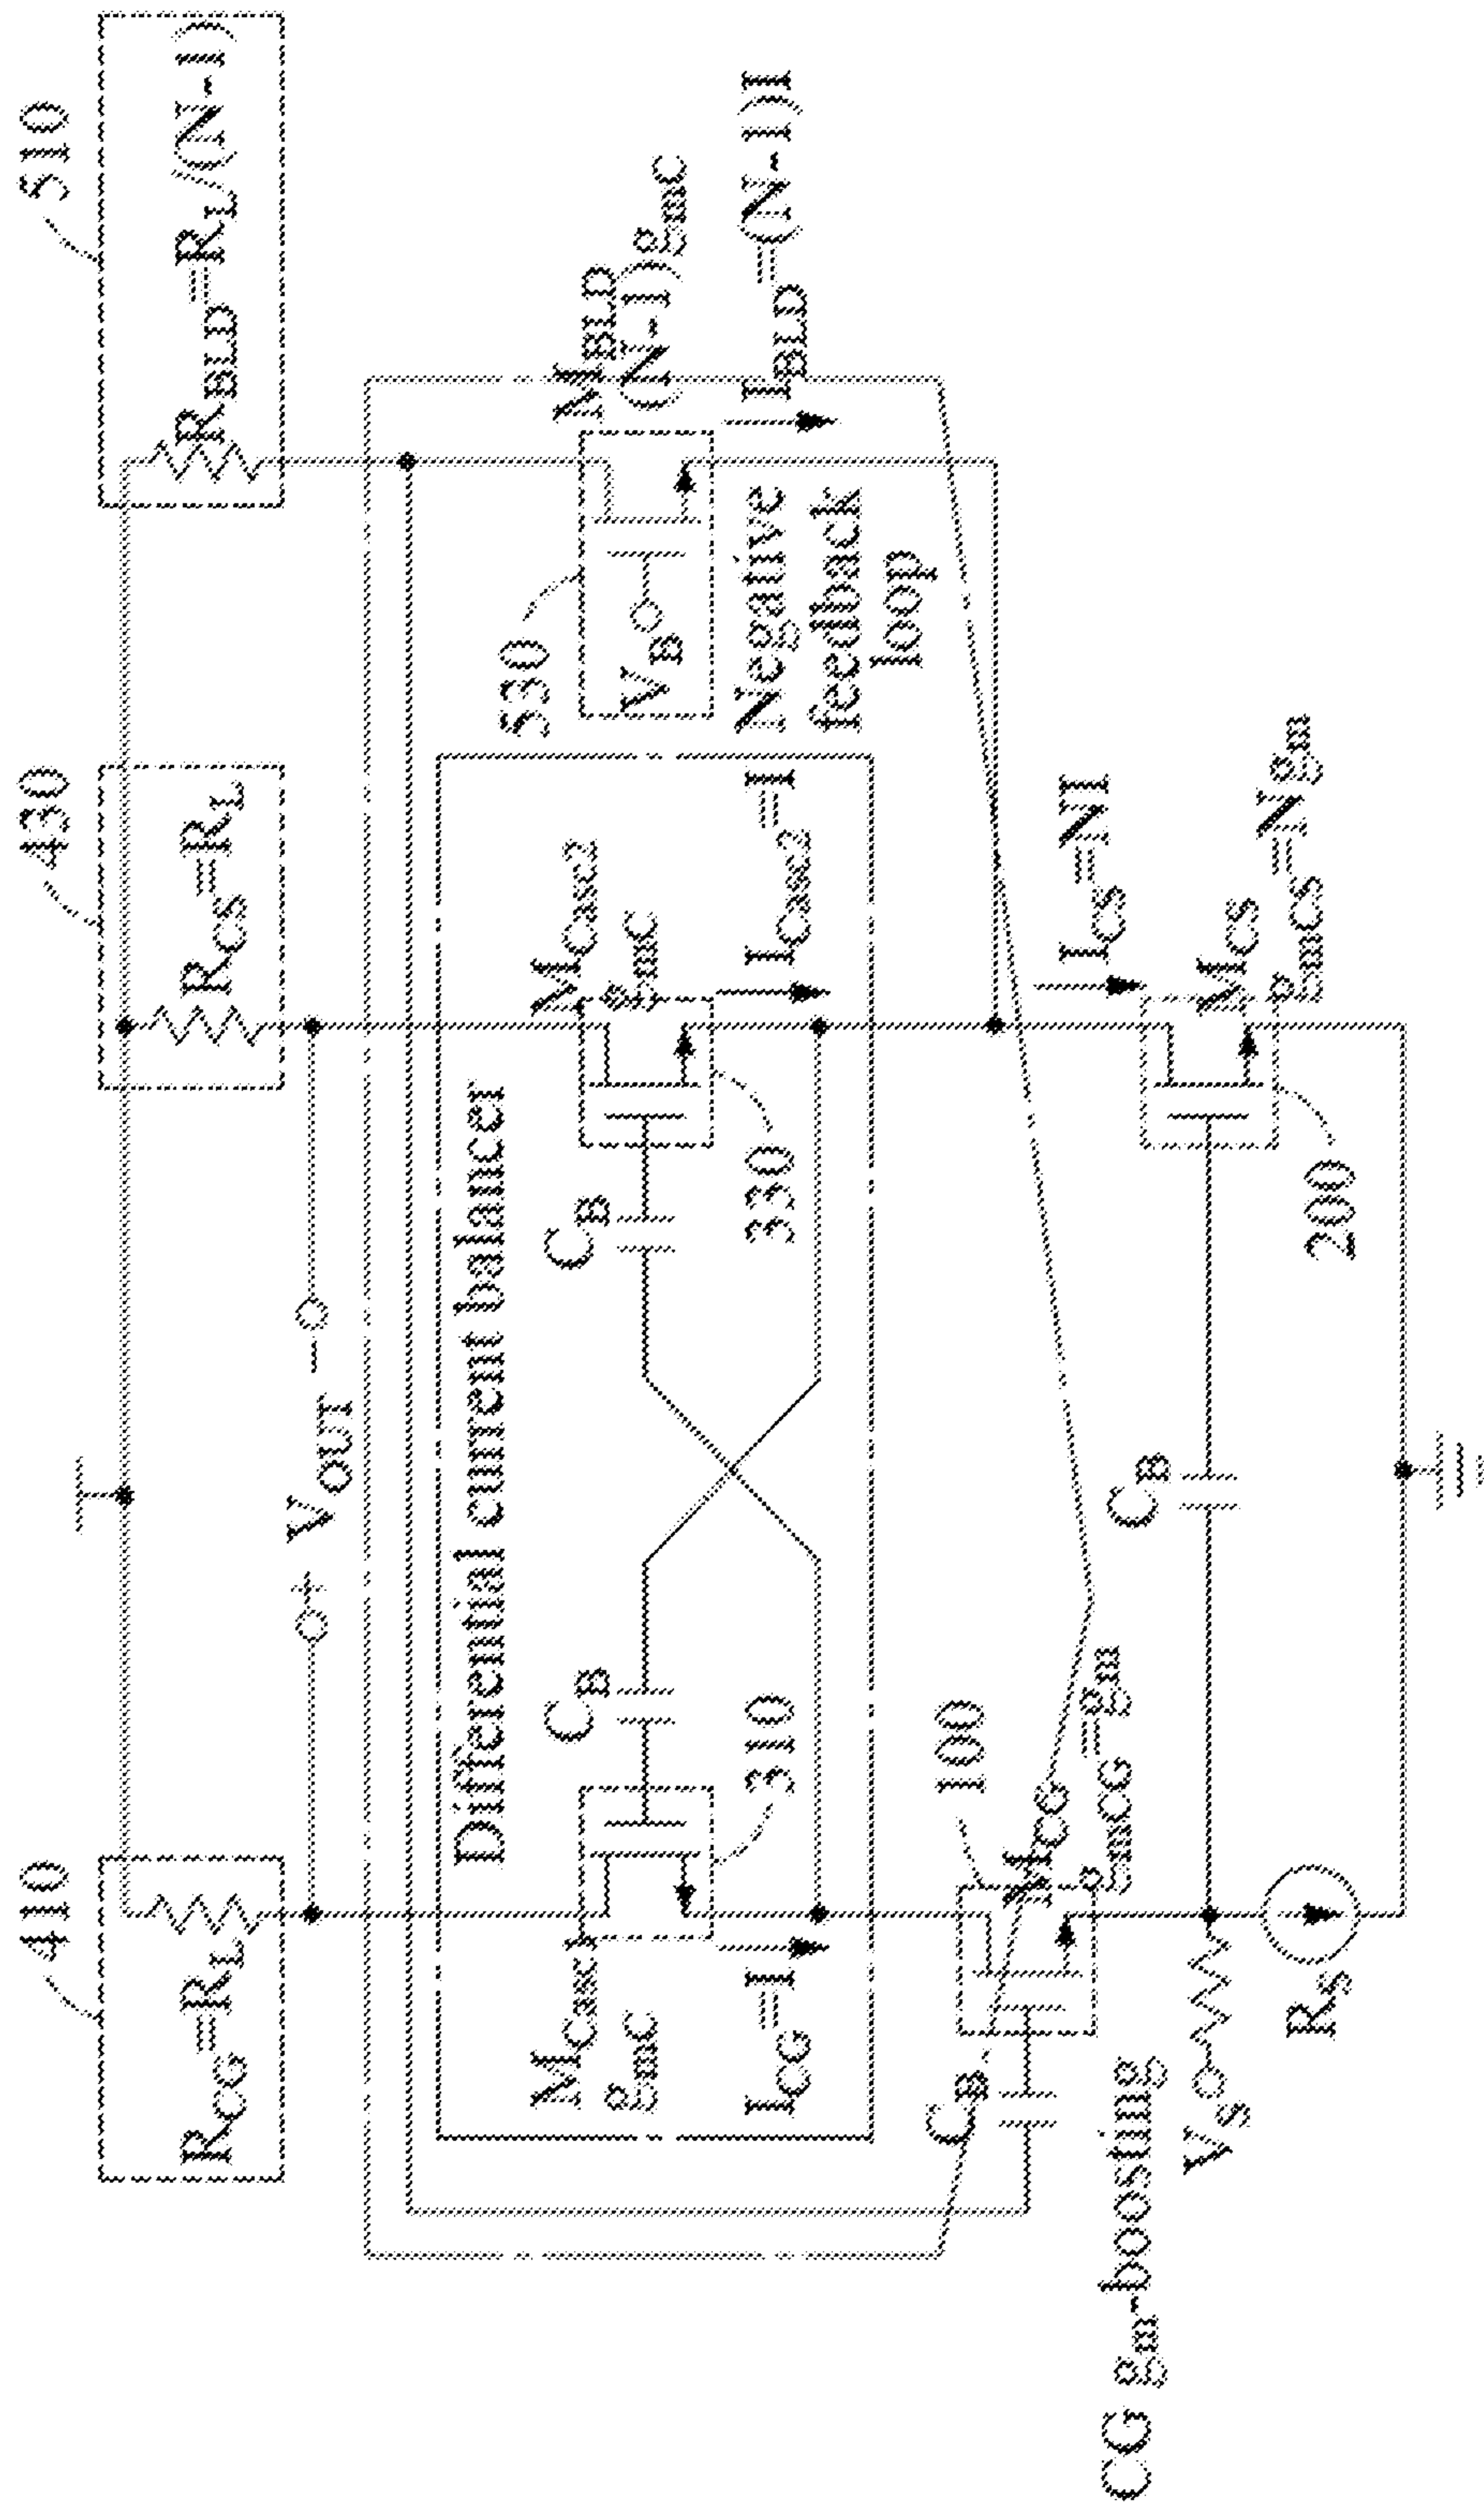 410
430
510
R_CG=R_L
R_CS=R_L
R_BLD=R_L/(N-1)
+ V_OUT -
Differential current balancer
M_Casc1
g_mc
C_B
C_B
M_Casc2
g_mc
530
V_B
M_BLD
(N-1)g_mc
I_CG=I
310
330
I_Casc2=I
Negative
feedback
loop
I_BLD=(N-1)I
C_B
100
M_CG
g_mCG=g_m
CG g_m-boosting
C_B
I_CS=NI
V_S
R_S
200
M_CS
g_mCS=Ng_m